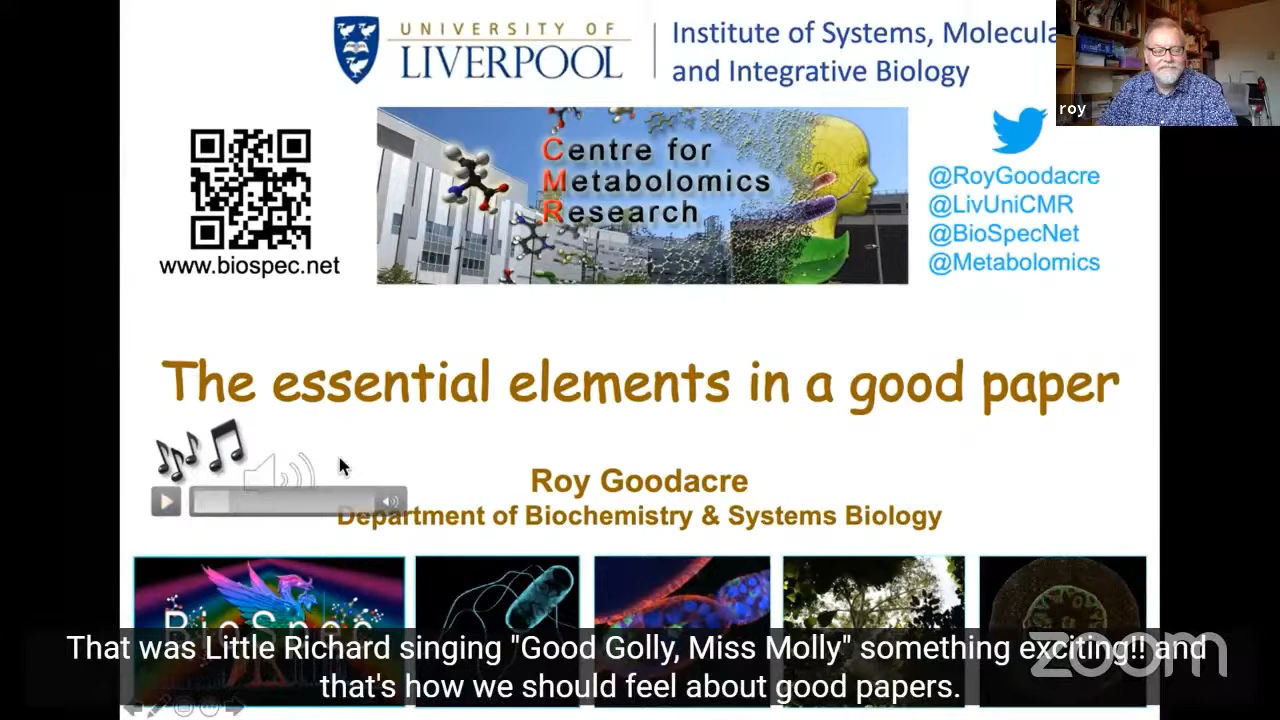 UNIVERSITY OF
LIVERPOOL
Institute of Systems, Molecula
and Integrative Biology
roy
Centre for
Metabolomics
Research
@RoyGoodacre
@LivUniCMR
@BioSpecNet
@Metabolomics
www.biospec.net
The essential elements in a good paper
Roy Goodacre
Department of Biochemistry & Systems Biology
BioSpec
That was Little Richard singing "Good Golly, Miss Molly" something exciting!! and
that's how we should feel about good papers.
zoom